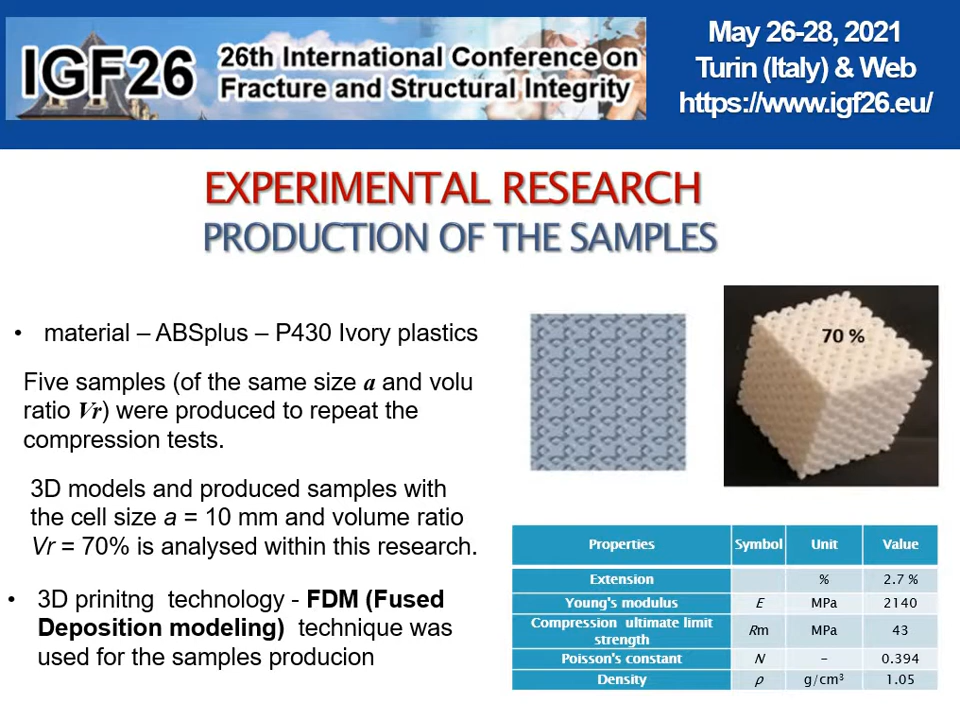 IGF26
26th International Conference on
Fracture and Structural Integrity
May 26-28, 2021
Turin (Italy) & Web
https://www.igf26.eu/
EXPERIMENTAL RESEARCH
PRODUCTION OF THE SAMPLES
• material – ABSplus – P430 Ivory plastics
Five samples (of the same size a and volu
ratio Vr) were produced to repeat the
compression tests.
3D models and produced samples with
the cell size a = 10 mm and volume ratio
Vr = 70% is analysed within this research.
• 3D prinitng technology - FDM (Fused
Deposition modeling) technique was
used for the samples producion
70 %
Properties Symbol Unit Value
Extension % 2.7 %
Young's modulus E MPa 2140
Compression ultimate limit
strength Rm MPa 43
Poisson's constant N – 0.394
Density ρ g/cm³ 1.05